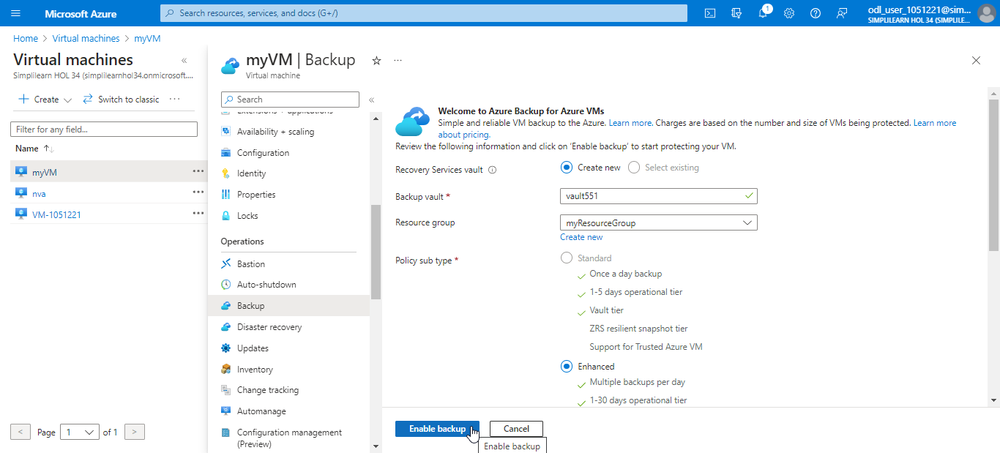 Microsoft Azure
Search resources, services, and docs (G+/)
1
odl_user_1051221@sim...
SIMPLILEARN HOL 34 (SIMPLILE...
Home > Virtual machines > myVM
Virtual machines
«
Simplilearn HOL 34 (simplilearnhol34.onmicrosoft....
Create
Switch to classic
...
Filter for any field...
Name ↑↓
myVM
...
nva
...
VM-1051221
...
< Page 1 of 1 >
myVM | Backup
...
Virtual machine
Search
«
Extensions + applications
Availability + scaling
Configuration
Identity
Properties
Locks
Operations
Bastion
Auto-shutdown
Backup
Disaster recovery
Updates
Inventory
Change tracking
Automanage
Configuration management
(Preview)
Welcome to Azure Backup for Azure VMs
Simple and reliable VM backup to the Azure. Learn more. Charges are based on the number and size of VMs being protected. Learn more
about pricing.
Review the following information and click on 'Enable backup' to start protecting your VM.
Recovery Services vault
Create new
Select existing
Backup vault *
vault551
Resource group
myResourceGroup
Create new
Policy sub type *
Standard
Once a day backup
1-5 days operational tier
Vault tier
ZRS resilient snapshot tier
Support for Trusted Azure VM
Enhanced
Multiple backups per day
1-30 days operational tier
Enable backup
Cancel
Enable backup